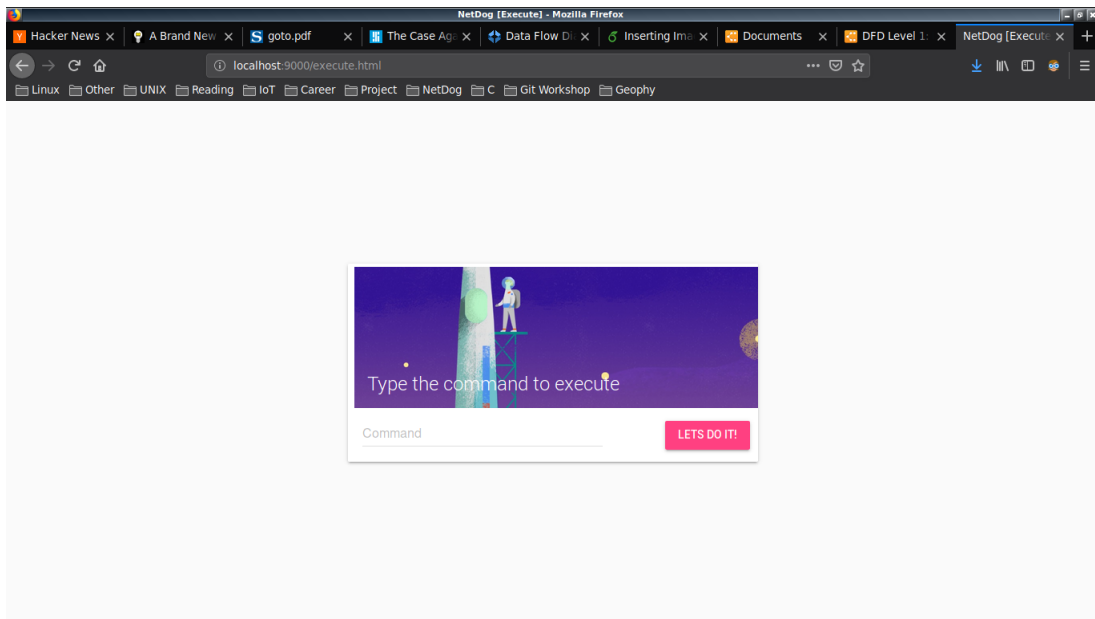 NetDog [Execute] - Mozilla Firefox
Y Hacker News A Brand New S goto.pdf The Case Aga Data Flow Di Inserting Ima Documents DFD Level 1: NetDog [Execute
localhost:9000/execute.html
Linux Other UNIX Reading IoT Career Project NetDog C Git Workshop Geophy
Type the command to execute
Command LETS DO IT!